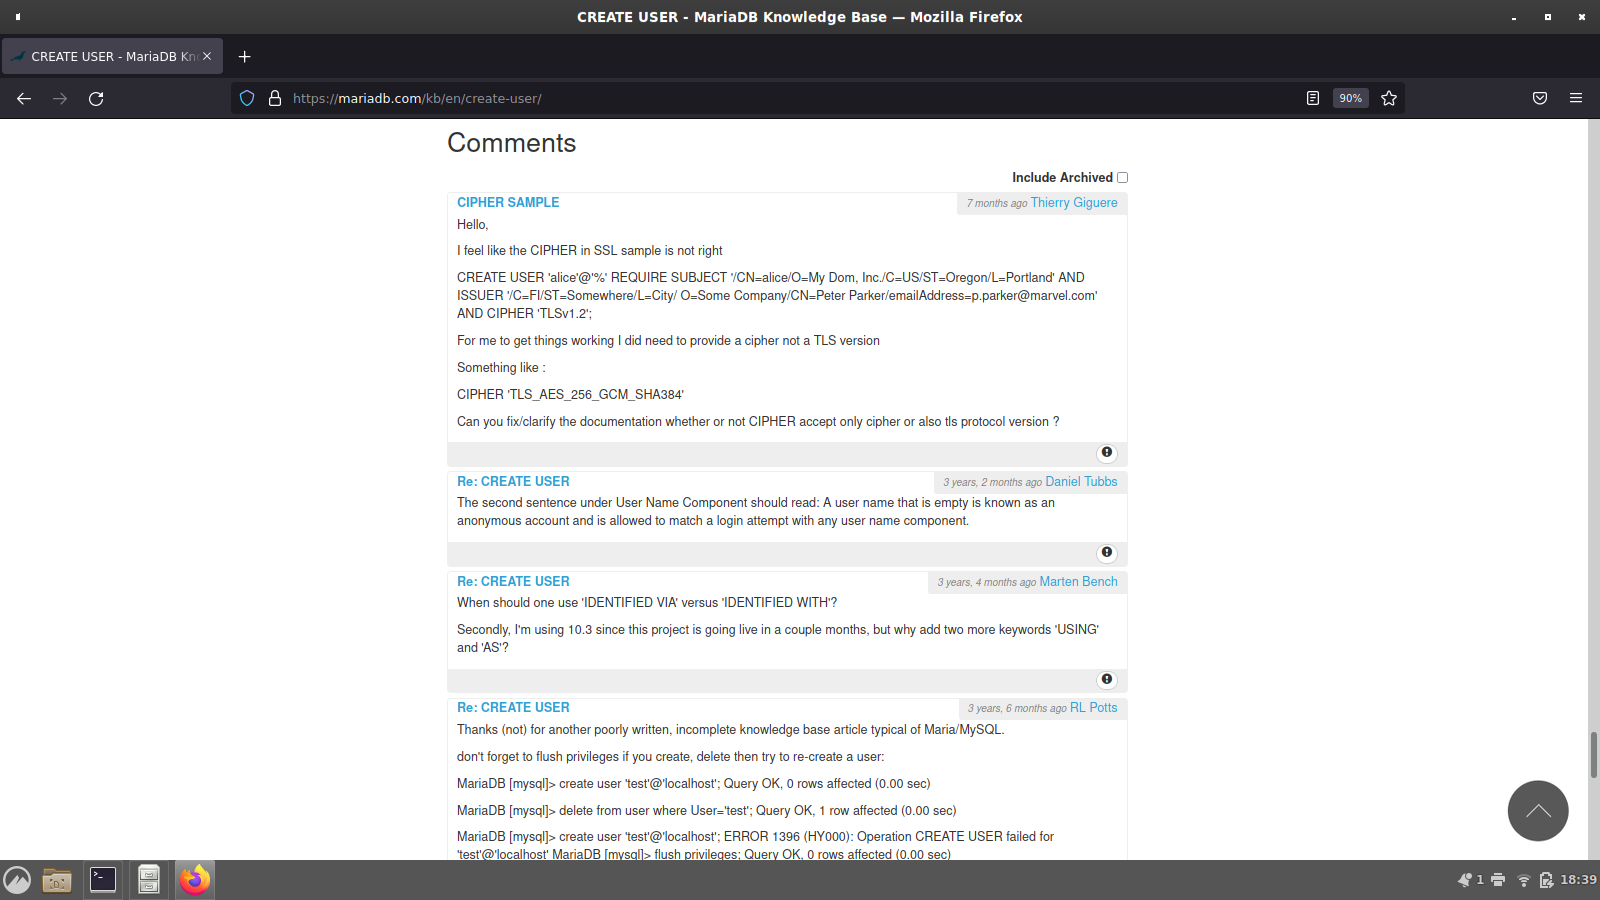 CREATE USER - MariaDB Knowledge Base — Mozilla Firefox
CREATE USER - MariaDB
https://mariadb.com/kb/en/create-user/
90%
Comments
Include Archived
CIPHER SAMPLE
7 months ago Thierry Giguere
Hello,
I feel like the CIPHER in SSL sample is not right
CREATE USER 'alice'@'%' REQUIRE SUBJECT '/CN=alice/O=My Dom, Inc./C=US/ST=Oregon/L=Portland' AND
ISSUER '/C=FI/ST=Somewhere/L=City/ O=Some Company/CN=Peter Parker/emailAddress=p.parker@marvel.com'
AND CIPHER 'TLSv1.2';
For me to get things working I did need to provide a cipher not a TLS version
Something like :
CIPHER 'TLS_AES_256_GCM_SHA384'
Can you fix/clarify the documentation whether or not CIPHER accept only cipher or also tls protocol version ?
Re: CREATE USER
3 years, 2 months ago Daniel Tubbs
The second sentence under User Name Component should read: A user name that is empty is known as an
anonymous account and is allowed to match a login attempt with any user name component.
Re: CREATE USER
3 years, 4 months ago Marten Bench
When should one use 'IDENTIFIED VIA' versus 'IDENTIFIED WITH'?
Secondly, I'm using 10.3 since this project is going live in a couple months, but why add two more keywords 'USING'
and 'AS'?
Re: CREATE USER
3 years, 6 months ago RL Potts
Thanks (not) for another poorly written, incomplete knowledge base article typical of Maria/MySQL.
don't forget to flush privileges if you create, delete then try to re-create a user:
MariaDB [mysql]> create user 'test'@'localhost'; Query OK, 0 rows affected (0.00 sec)
MariaDB [mysql]> delete from user where User='test'; Query OK, 1 row affected (0.00 sec)
MariaDB [mysql]> create user 'test'@'localhost'; ERROR 1396 (HY000): Operation CREATE USER failed for
'test'@'localhost' MariaDB [mysql]> flush privileges; Query OK, 0 rows affected (0.00 sec)
1
18:39